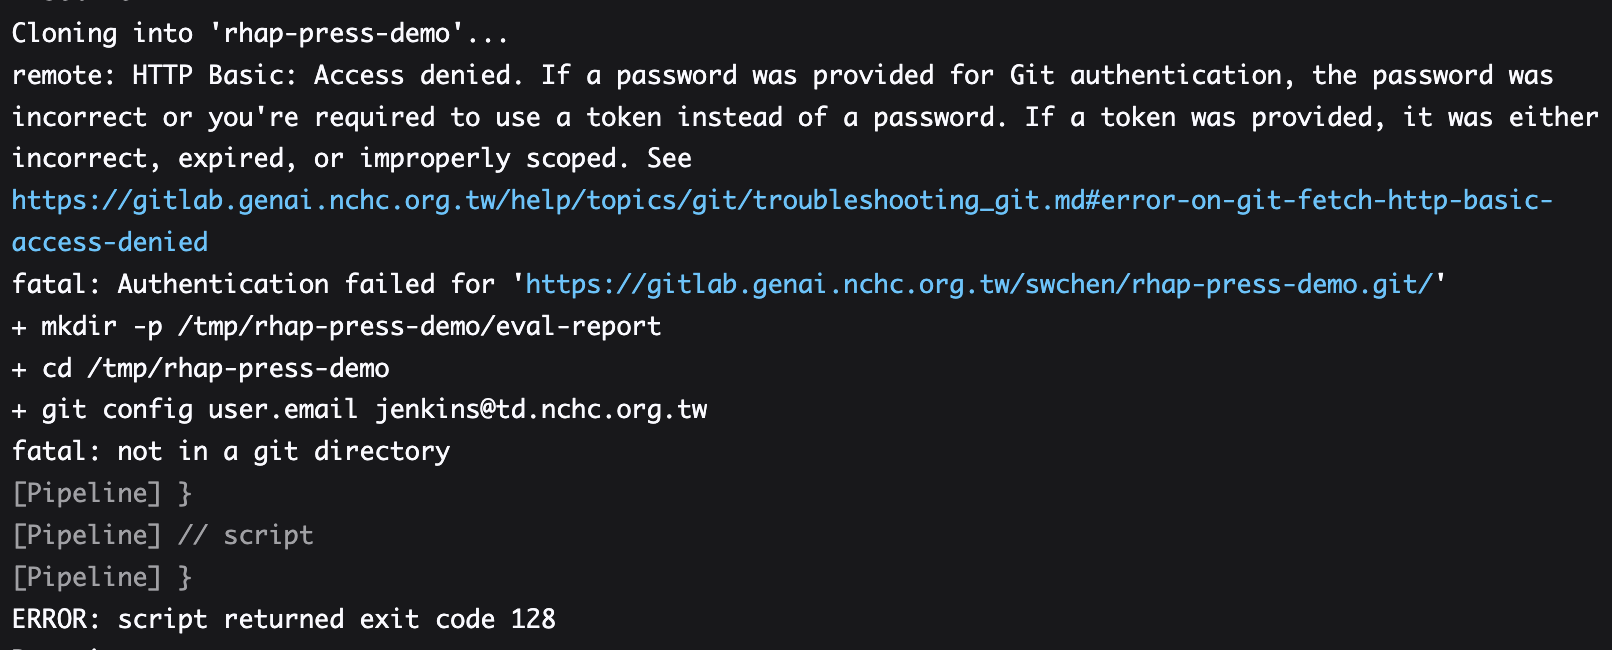 Cloning into 'rhap-press-demo'...
remote: HTTP Basic: Access denied. If a password was provided for Git authentication, the password was
incorrect or you're required to use a token instead of a password. If a token was provided, it was either
incorrect, expired, or improperly scoped. See
https://gitlab.genai.nchc.org.tw/help/topics/git/troubleshooting_git.md#error-on-git-fetch-http-basic-
access-denied
fatal: Authentication failed for 'https://gitlab.genai.nchc.org.tw/swchen/rhap-press-demo.git/'
+ mkdir -p /tmp/rhap-press-demo/eval-report
+ cd /tmp/rhap-press-demo
+ git config user.email jenkins@td.nchc.org.tw
fatal: not in a git directory
[Pipeline] }
[Pipeline] // script
[Pipeline] }
ERROR: script returned exit code 128